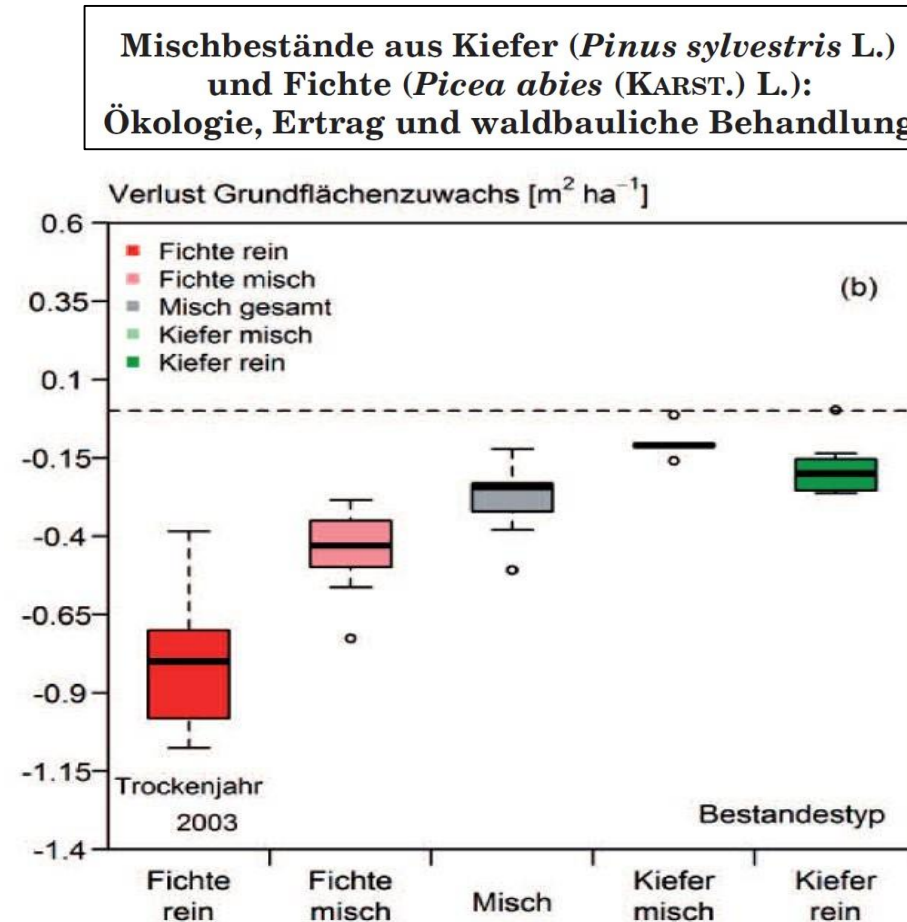 Mischbestände aus Kiefer (Pinus sylvestris L.)
und Fichte (Picea abies (KARST.) L.):
Ökologie, Ertrag und waldbauliche Behandlung
Verlust Grundflächenzuwachs [m² ha⁻¹]
0.6
0.35
0.1
-0.15
-0.4
-0.65
-0.9
-1.15
-1.4
Fichte rein
Fichte misch
Misch gesamt
Kiefer misch
Kiefer rein
(b)
Trockenjahr
2003
Bestandestyp
Fichte
rein
Fichte
misch
Misch
Kiefer
misch
Kiefer
rein